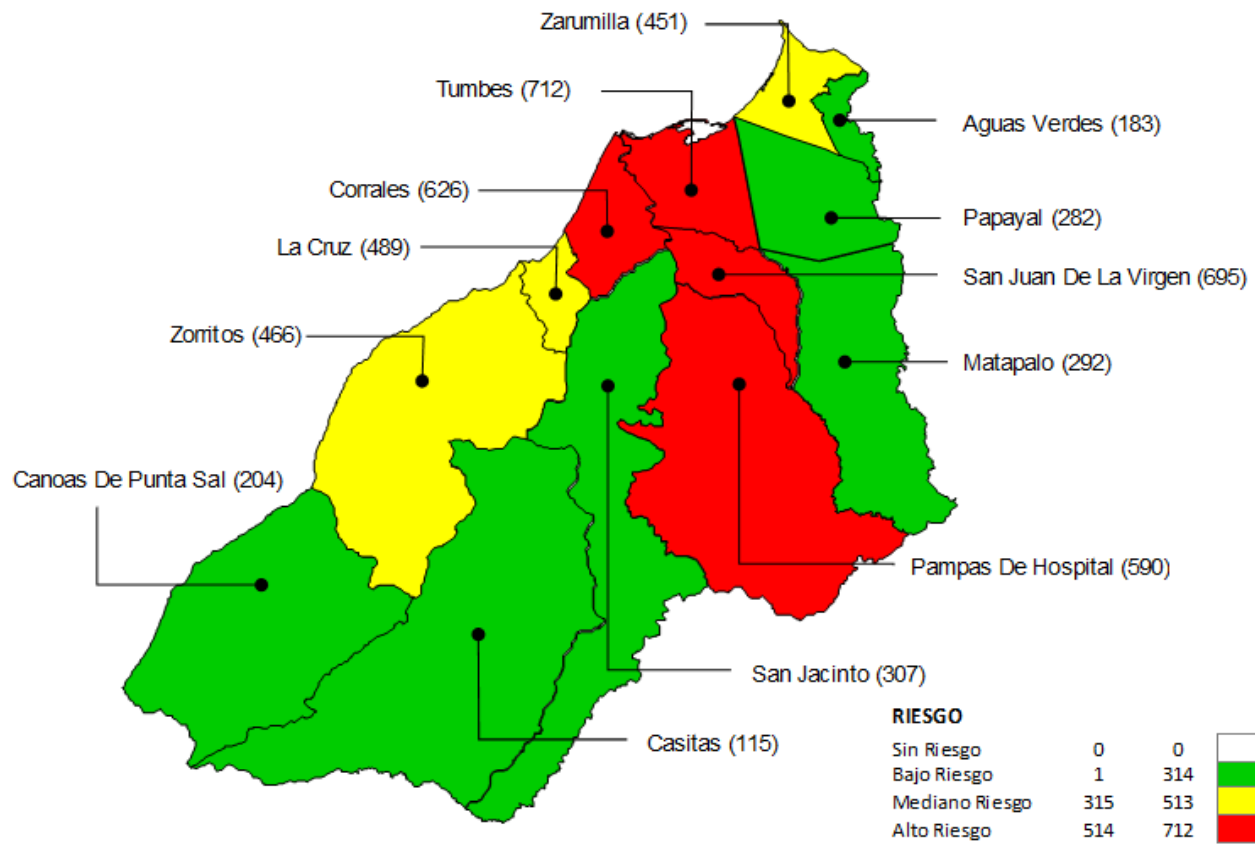 Zarumilla (451)
Tumbes (712)
Aguas Verdes (183)
Corrales (626)
Papayal (282)
La Cruz (489)
San Juan De La Virgen (695)
Zorritos (466)
Matapalo (292)
Canoas De Punta Sal (204)
Pampas De Hospital (590)
San Jacinto (307)
Casitas (115)
RIESGO
Sin Riesgo 0 0
Bajo Riesgo 1 314
Mediano Riesgo 315 513
Alto Riesgo 514 712